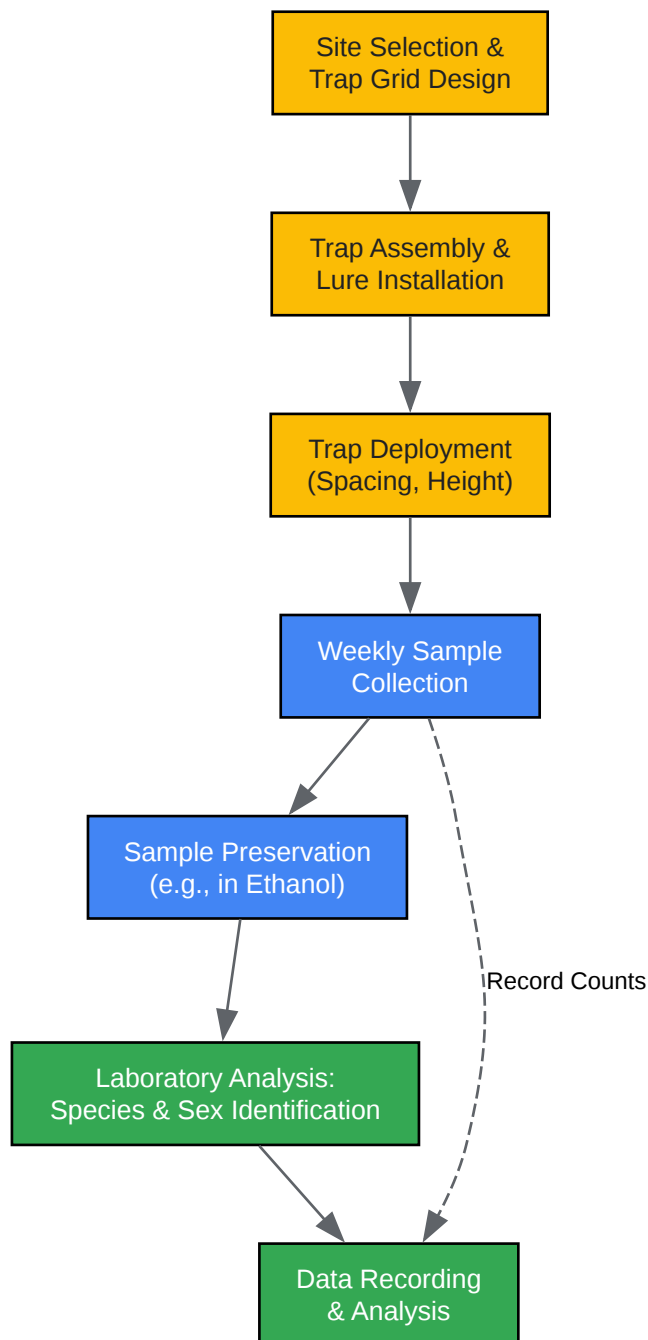 Site Selection &
Trap Grid Design
Trap Assembly &
Lure Installation
Trap Deployment
(Spacing, Height)
Weekly Sample
Collection
Sample Preservation
(e.g., in Ethanol)
Record Counts
Laboratory Analysis:
Species & Sex Identification
Data Recording
& Analysis